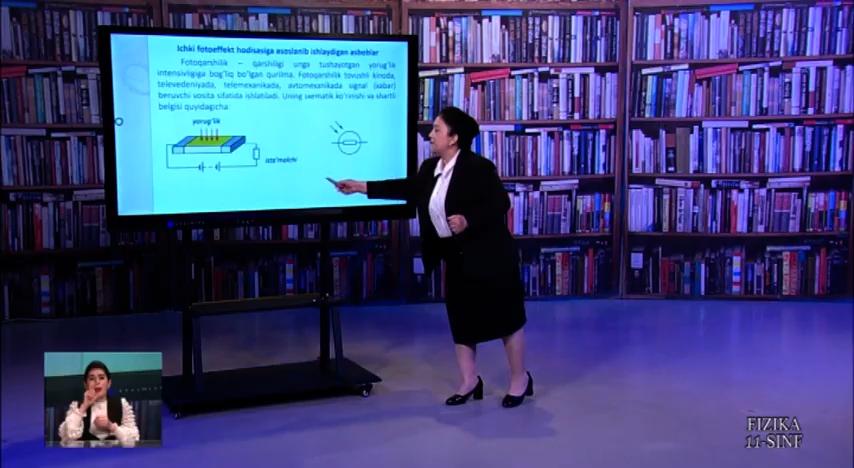 Ichki fotoeffekt hodisasiga asoslanib ishlaydigan asboblar
Fotoqarshilik – qarshiligi unga tushayotgan yorug'lik
intensivligiga bog'liq bo'lgan qurilma. Fotoqarshilik tovushli kinoda,
televedeniyada, telemexanikada, avtomexanikada signal (xabar)
beruvchi vosita sifatida ishlatiladi. Uning sxematik ko'rinishi va shartli
belgisi quyidagicha:
yorug'lik
iste'molchi
FIZIKA
11-SINF